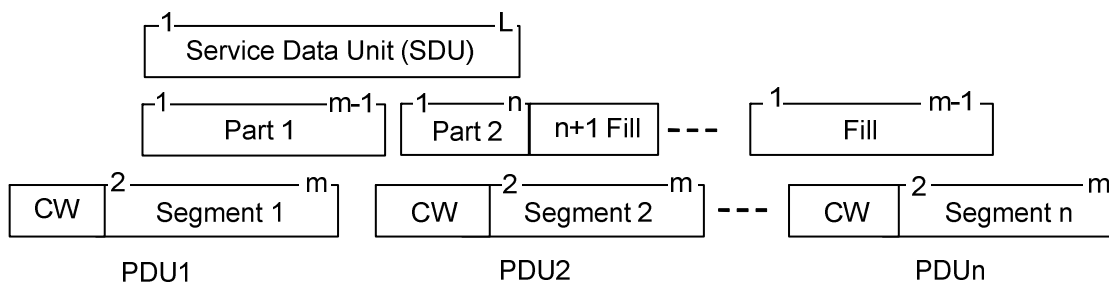 1 L
Service Data Unit (SDU)
1 m-1 1 n 1 m-1
Part 1 Part 2 n+1 Fill Fill
2 m 2 m 2 m
CW Segment 1 CW Segment 2 CW Segment n
PDU1 PDU2 PDUn